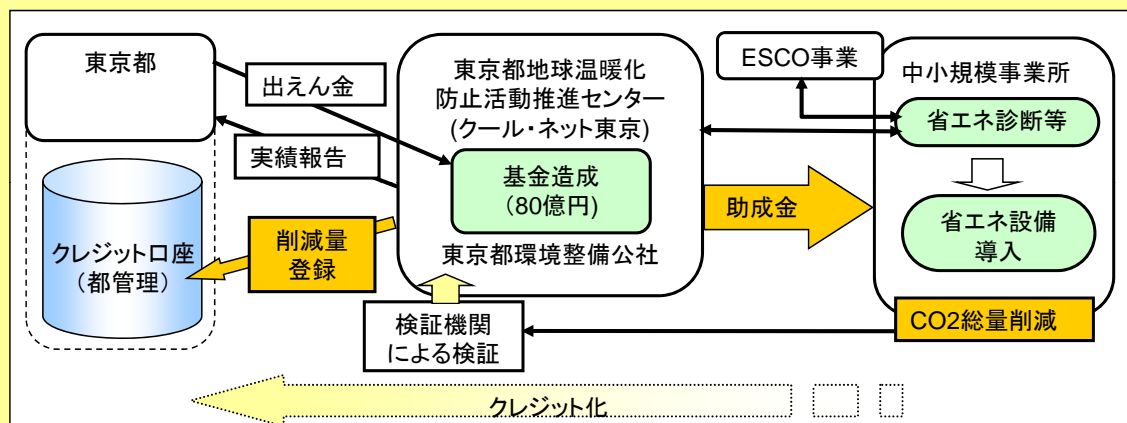 東京都
出えん金
実績報告
クレジット口座
（都管理）
削減量
登録
東京都地球温暖化
防止活動推進センター
(クール・ネット東京)
基金造成
（80億円）
東京都環境整備公社
検証機関
による検証
助成金
ESCO事業
中小規模事業所
省エネ診断等
省エネ設備
導入
CO2総量削減
クレジット化